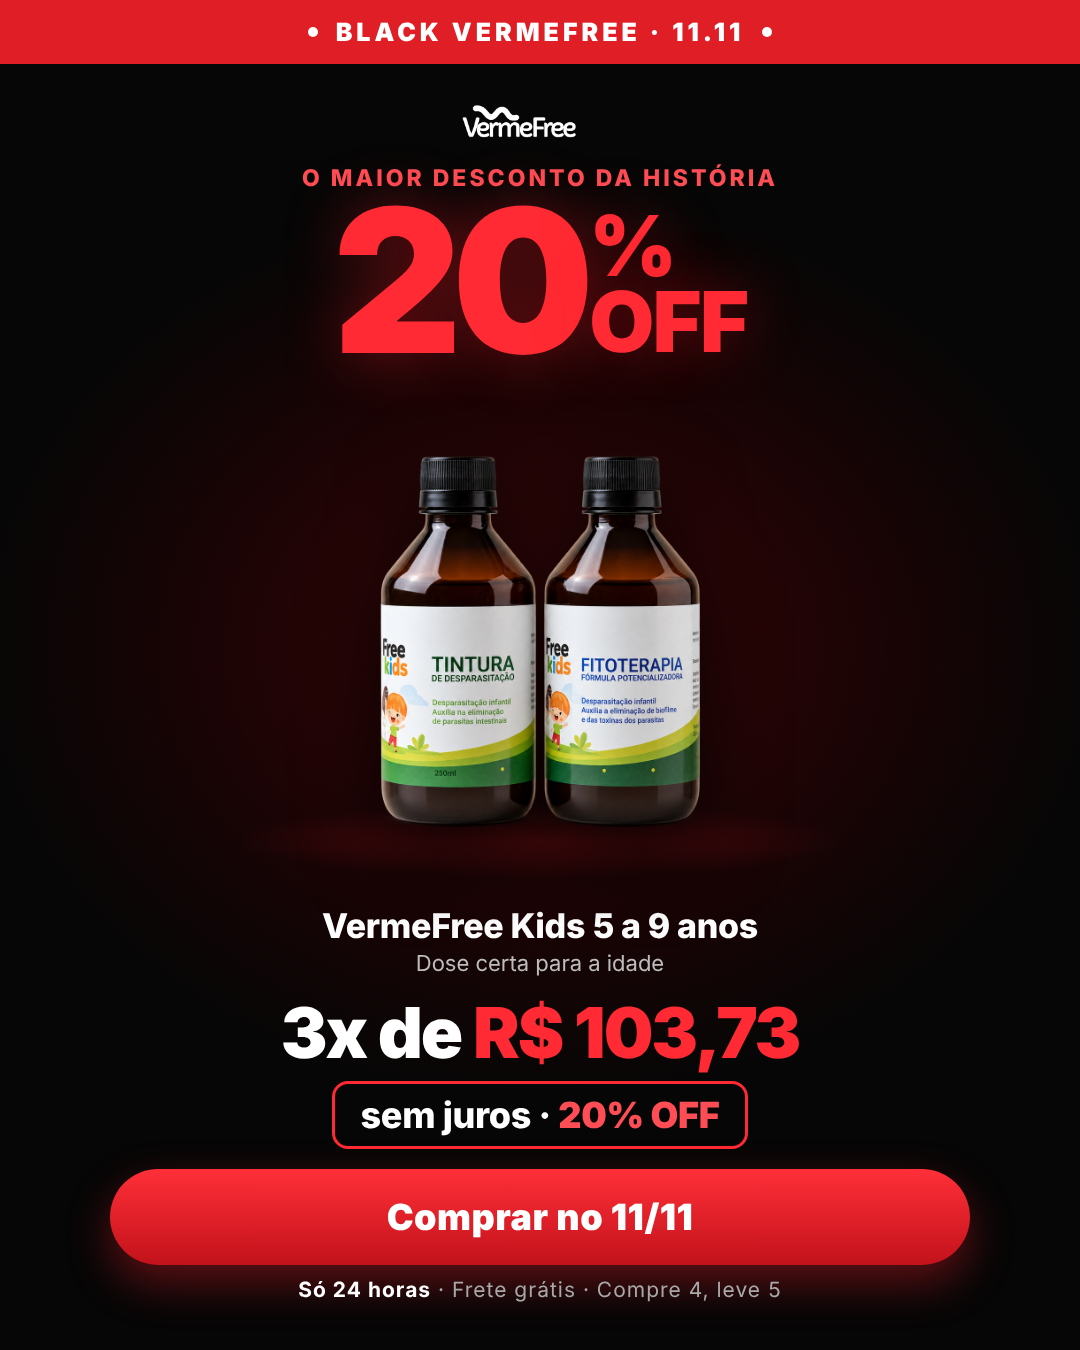 • BLACK VERMEFREE · 11.11 •
VermeFree
O MAIOR DESCONTO DA HISTÓRIA
20% OFF
Free kids
TINTURA
DE DESPARASITAÇÃO
Desparasitação infantil
Auxilia na eliminação
de parasitas intestinais
250ml
Free kids
FITOTERAPIA
FÓRMULA POTENCIALIZADORA
Desparasitação infantil
Auxilia a eliminação de biofilme
e das toxinas dos parasitas
VermeFree Kids 5 a 9 anos
Dose certa para a idade
3x de R$ 103,73
sem juros · 20% OFF
Comprar no 11/11
Só 24 horas · Frete grátis · Compre 4, leve 5